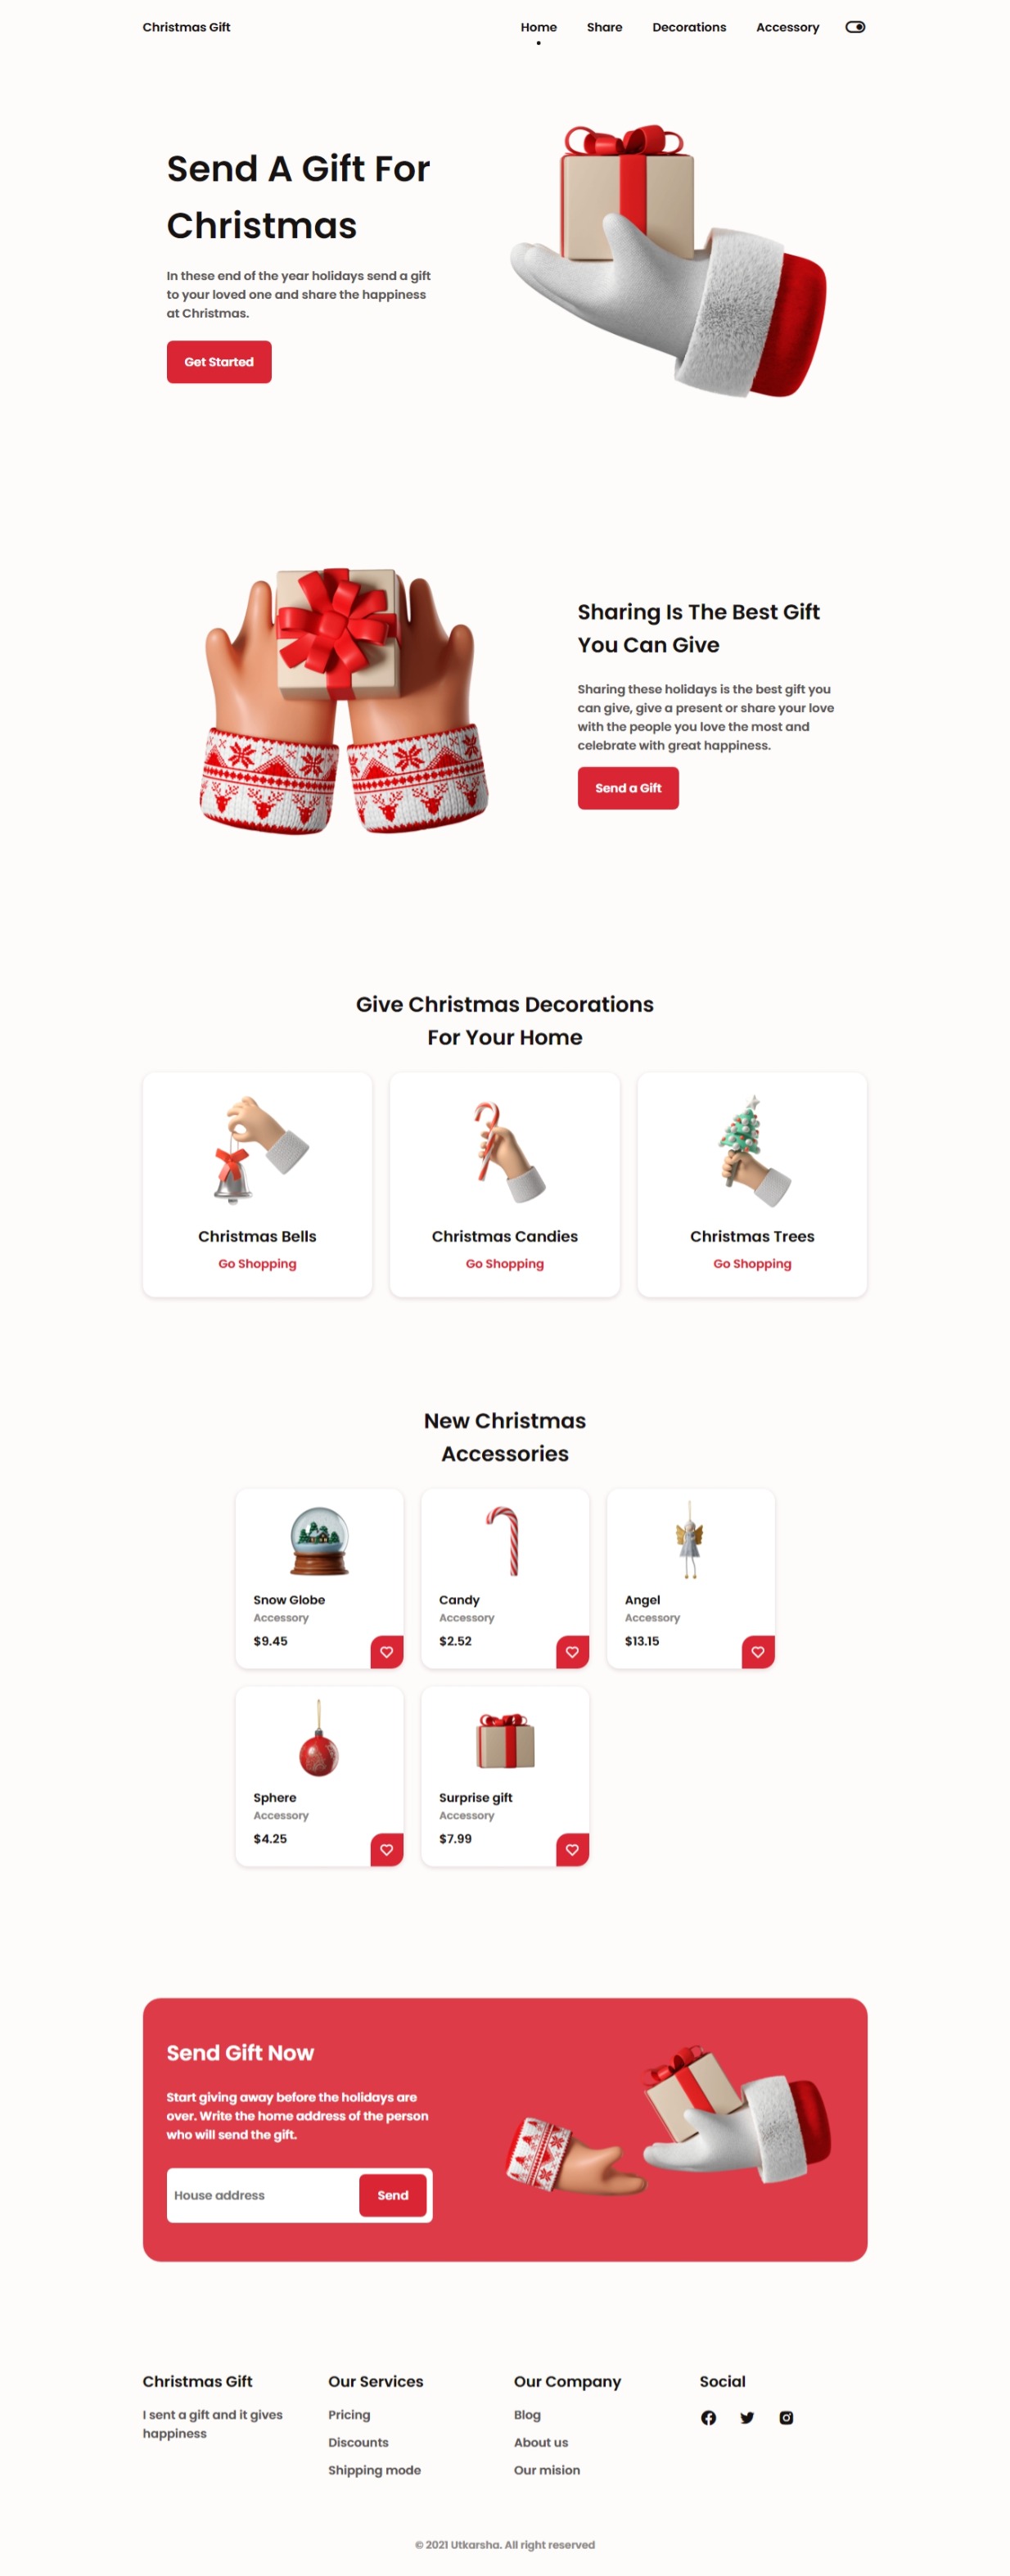 Christmas Gift
Home
Share
Decorations
Accessory
Send A Gift For
Christmas
In these end of the year holidays send a gift
to your loved one and share the happiness
at Christmas.
Get Started
Sharing Is The Best Gift
You Can Give
Sharing these holidays is the best gift you
can give, give a present or share your love
with the people you love the most and
celebrate with great happiness.
Send a Gift
Give Christmas Decorations
For Your Home
Christmas Bells
Go Shopping
Christmas Candies
Go Shopping
Christmas Trees
Go Shopping
New Christmas
Accessories
Snow Globe
Accessory
$9.45
Candy
Accessory
$2.52
Angel
Accessory
$13.15
Sphere
Accessory
$4.25
Surprise gift
Accessory
$7.99
Send Gift Now
Start giving away before the holidays are
over. Write the home address of the person
who will send the gift.
House address
Send
Christmas Gift
I sent a gift and it gives
happiness
Our Services
Pricing
Discounts
Shipping mode
Our Company
Blog
About us
Our mision
Social
© 2021 Utkarsha. All right reserved